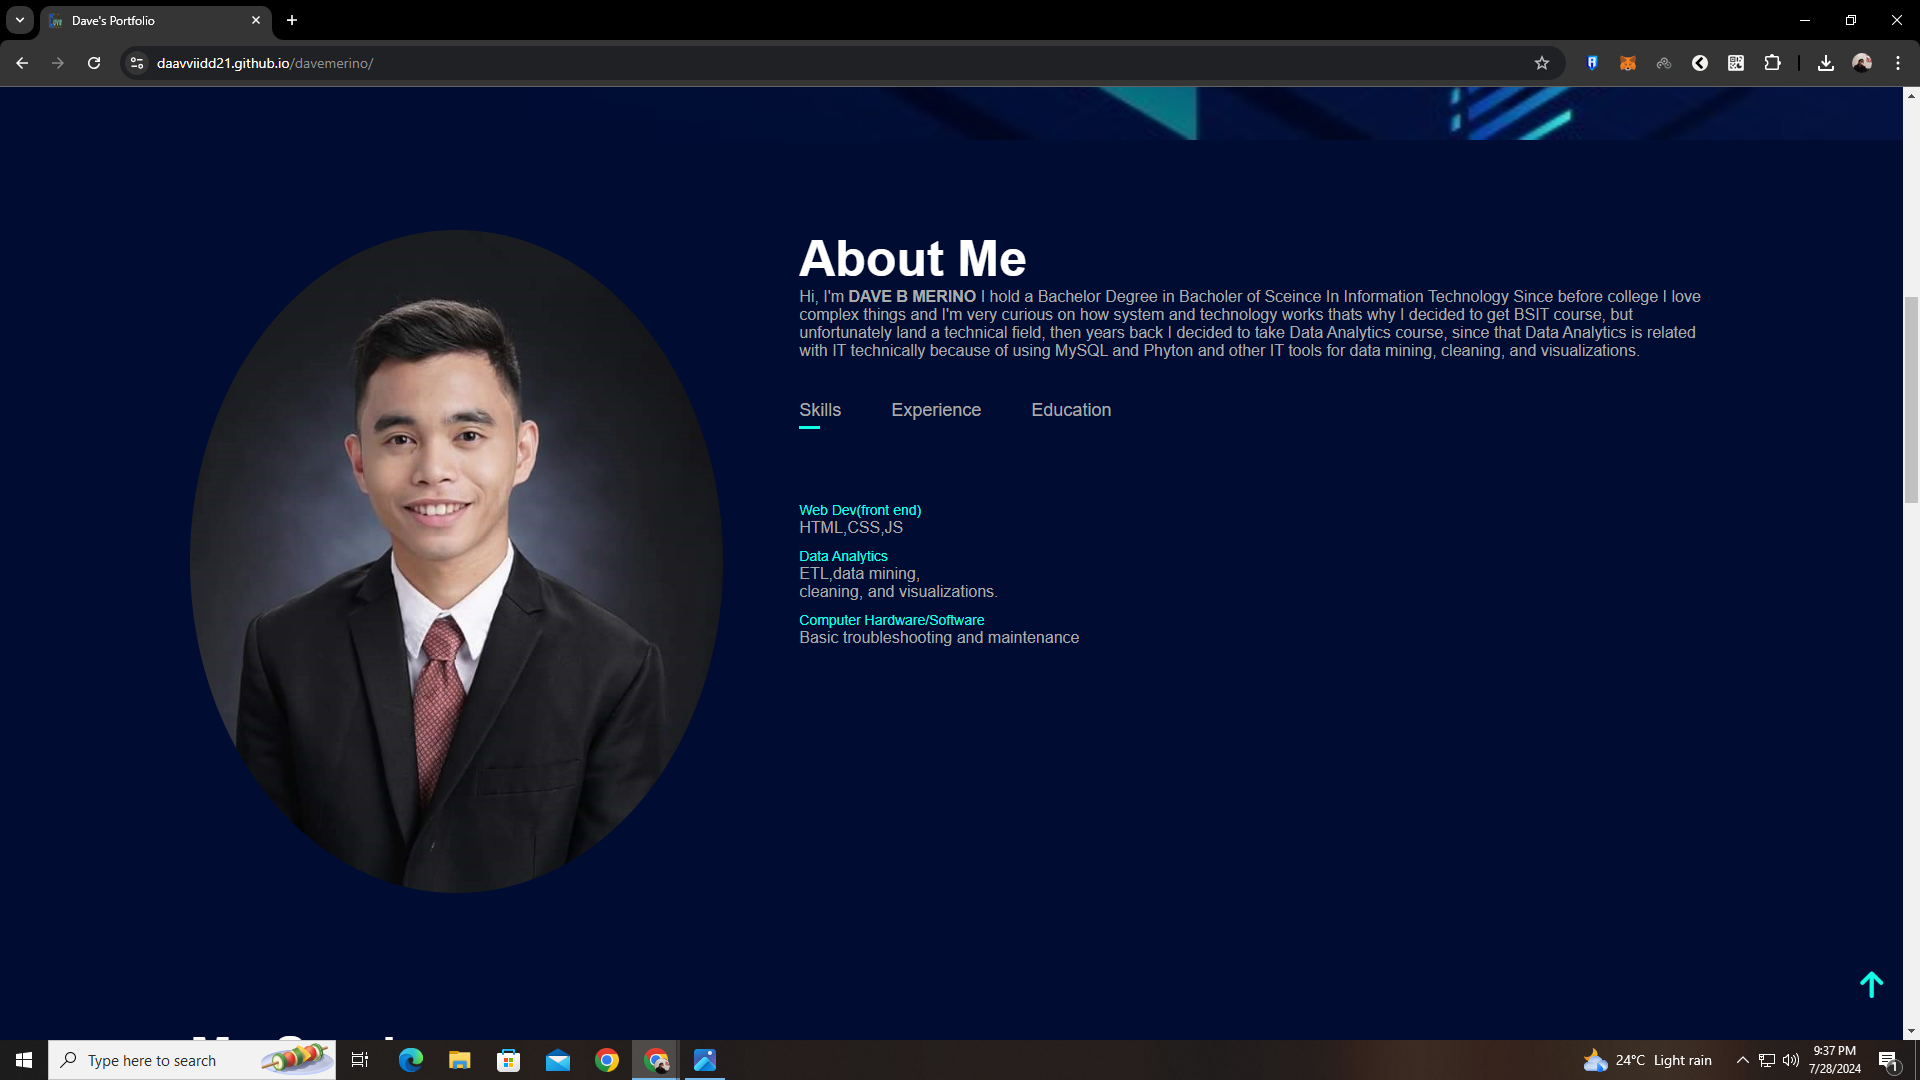 Dave's Portfolio
daavviidd21.github.io/davemerino/
About Me
Hi, I'm DAVE B MERINO I hold a Bachelor Degree in Bacholer of Sceince In Information Technology Since before college I love
complex things and I'm very curious on how system and technology works thats why I decided to get BSIT course, but
unfortunately land a technical field, then years back I decided to take Data Analytics course, since that Data Analytics is related
with IT technically because of using MySQL and Phyton and other IT tools for data mining, cleaning, and visualizations.
Skills Experience Education
Web Dev(front end)
HTML,CSS,JS
Data Analytics
ETL,data mining,
cleaning, and visualizations.
Computer Hardware/Software
Basic troubleshooting and maintenance
Type here to search
24°C Light rain
9:37 PM
7/28/2024
1